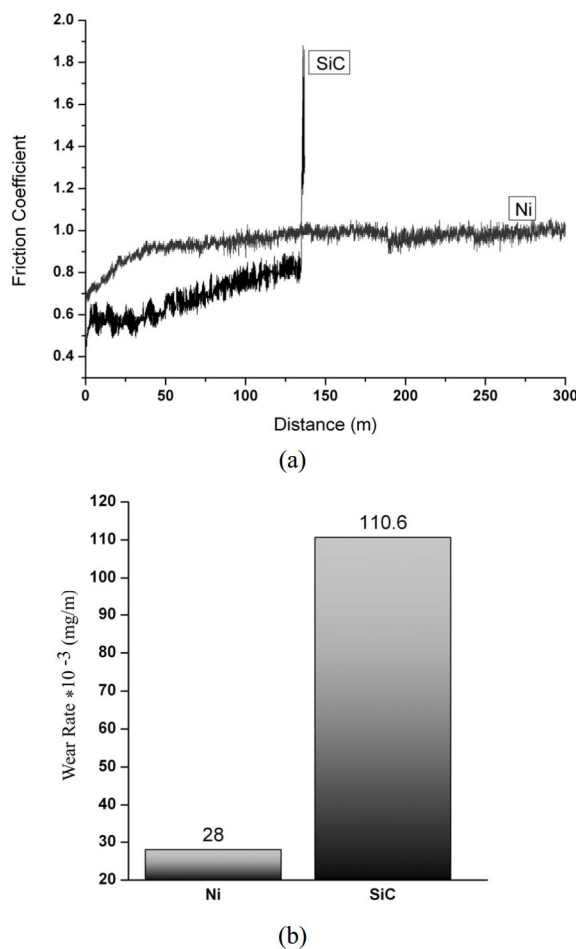 2.0
1.8
1.6
1.4
1.2
1.0
0.8
0.6
0.4
Friction Coefficient
SiC
Ni
0 50 100 150 200 250 300
Distance (m)
(a)
120
110
100
90
80
70
60
50
40
30
20
Wear Rate *10 -3 (mg/m)
110.6
28
Ni SiC
(b)